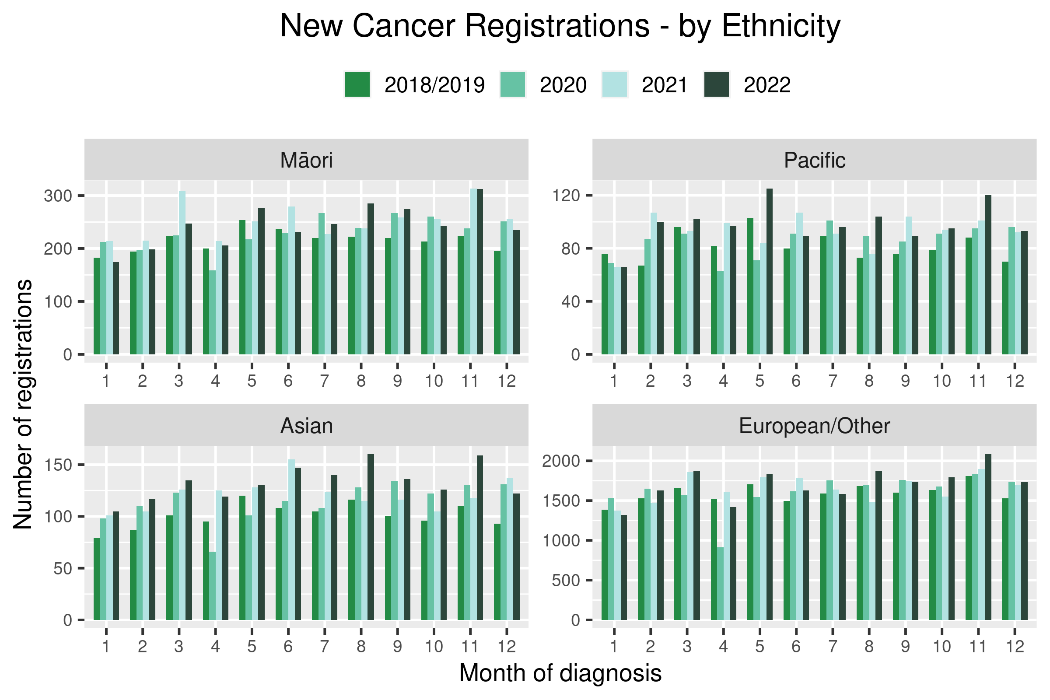 New Cancer Registrations - by Ethnicity
2018/2019 2020 2021 2022
Māori
Pacific
300
200
100
0
1 2 3 4 5 6 7 8 9 10 11 12
120
80
40
0
1 2 3 4 5 6 7 8 9 10 11 12
Number of registrations
Asian
European/Other
150
100
50
0
1 2 3 4 5 6 7 8 9 10 11 12
2000
1500
1000
500
0
1 2 3 4 5 6 7 8 9 10 11 12
Month of diagnosis